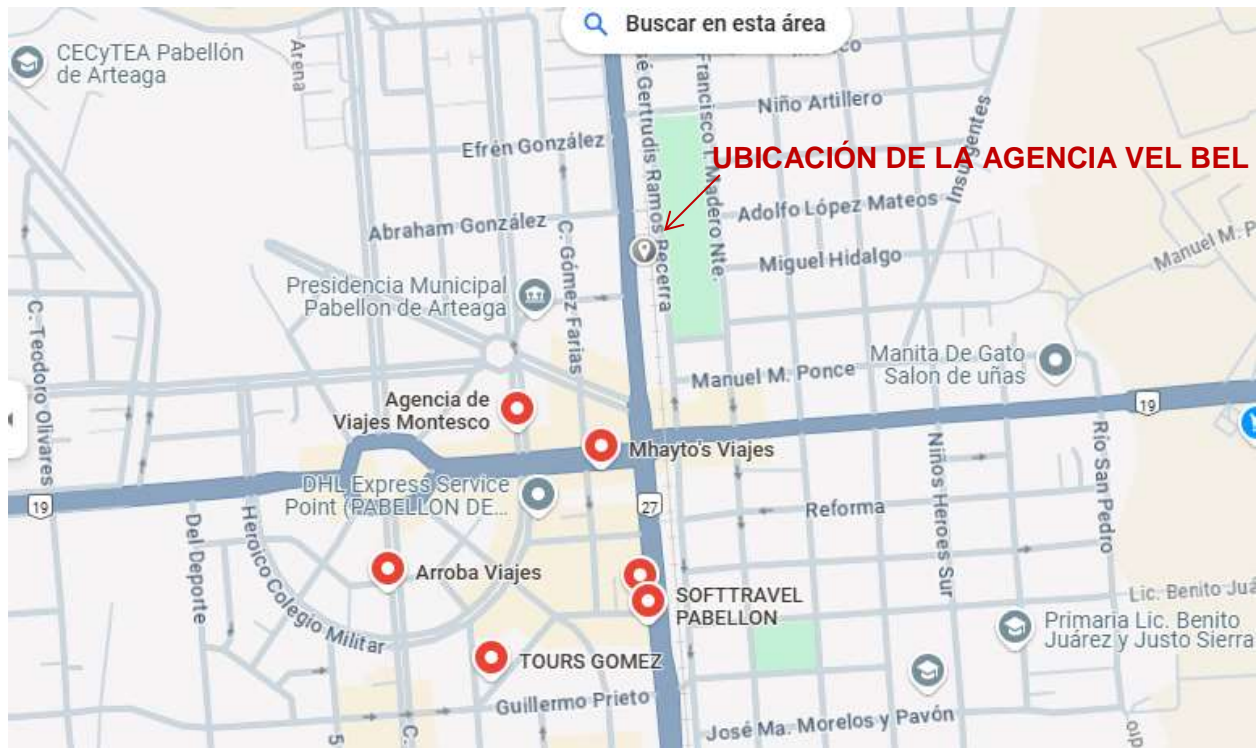 Buscar en esta área
CECyTEA Pabellón
de Arteaga
Arena
Niño Artillero
Efrén González
Insurgentes
UBICACIÓN DE LA AGENCIA VEL BEL
Francisco I. Madero Nte.
Gertrudis Ramos Becerra
Adolfo López Mateos
Abraham González
C. Gómez Farias
Miguel Hidalgo
Manuel M. P
Presidencia Municipal
Pabellon de Arteaga
C. Teodoro Olivares
Manita De Gato
Salon de uñas
Manuel M. Ponce
Agencia de
Viajes Montesco
19
Mhayto's Viajes
Río San Pedro
Niños Heroes Sur
DHL Express Service
Point (PABELLON DE...
19
27
Reforma
Del Deporte
Heroico Colegio Militar
Arroba Viajes
SOFTTRAVEL
PABELLON
Lic. Benito Juá
Primaria Lic. Benito
Juárez y Justo Sierra
TOURS GOMEZ
Guillermo Prieto
José Ma. Morelos y Pavón
5
C.